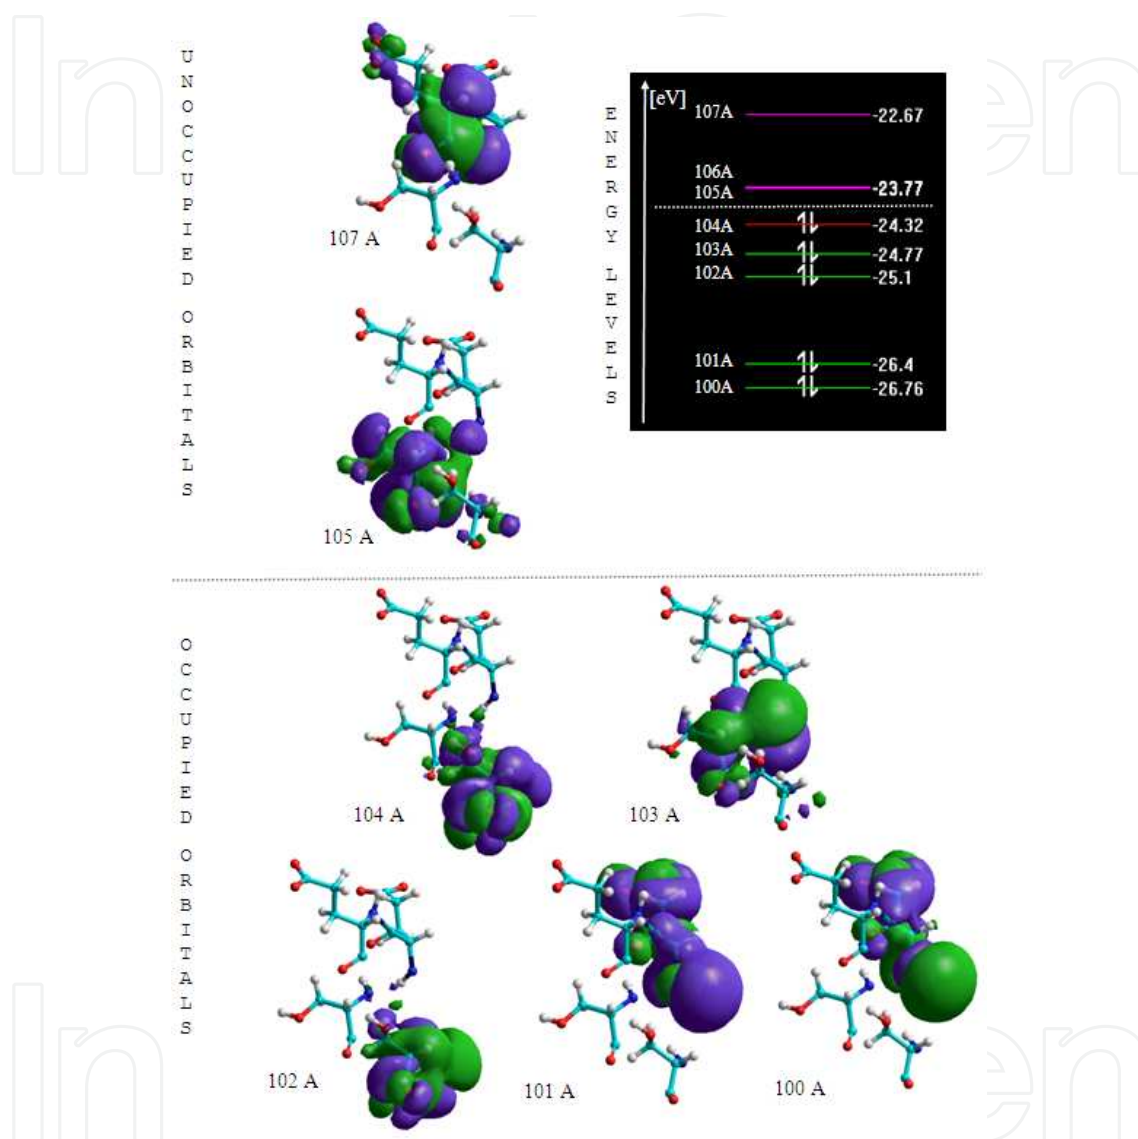 UNOCCUPIED ORBITALS
107 A
105 A
ENERGY LEVELS
[eV]
107A -22.67
106A
105A -23.77
104A -24.32
103A -24.77
102A -25.1
101A -26.4
100A -26.76
OCCUPIED ORBITALS
104 A
103 A
102 A
101 A
100 A